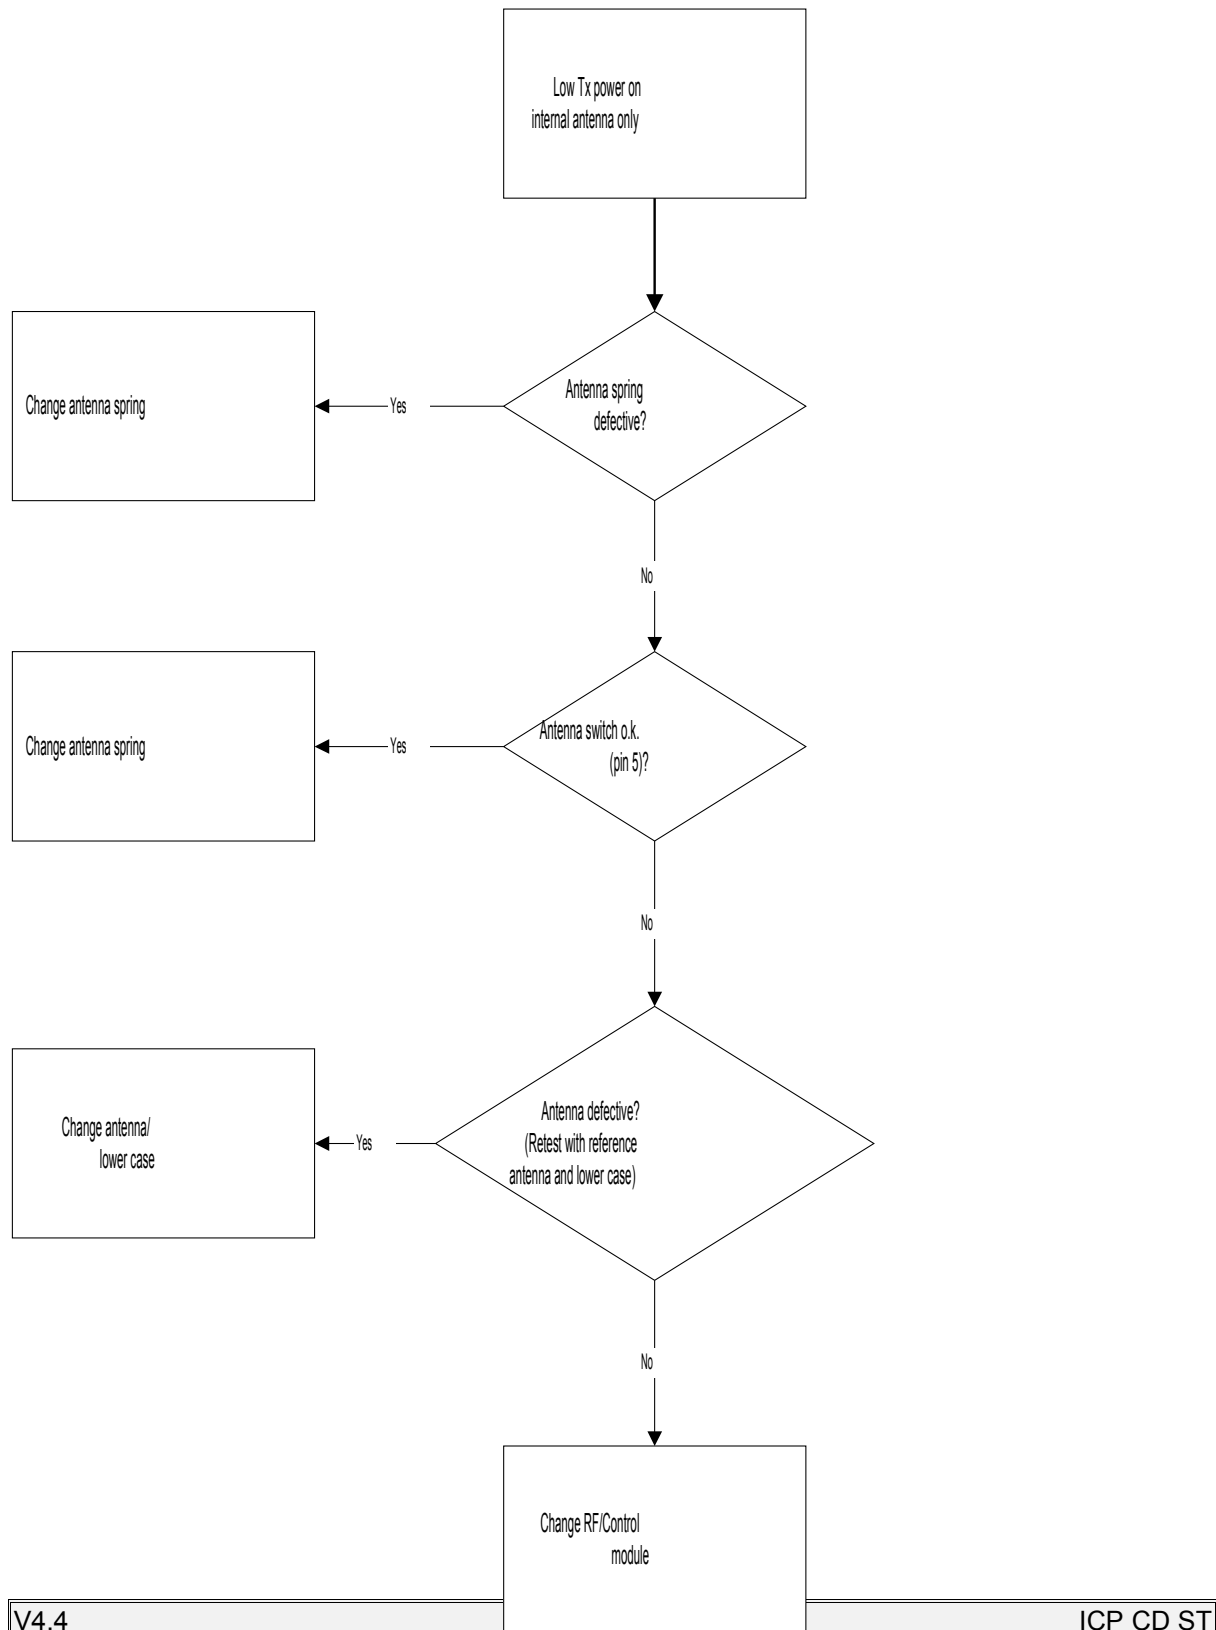 Low Tx power on
internal antenna only
Antenna spring
defective?
Yes
Change antenna spring
No
Antenna switch o.k.
(pin 5)?
Yes
Change antenna spring
No
Antenna defective?
(Retest with reference
antenna and lower case)
Yes
Change antenna/
lower case
No
Change RF/Control
module
V4.4
ICP CD ST